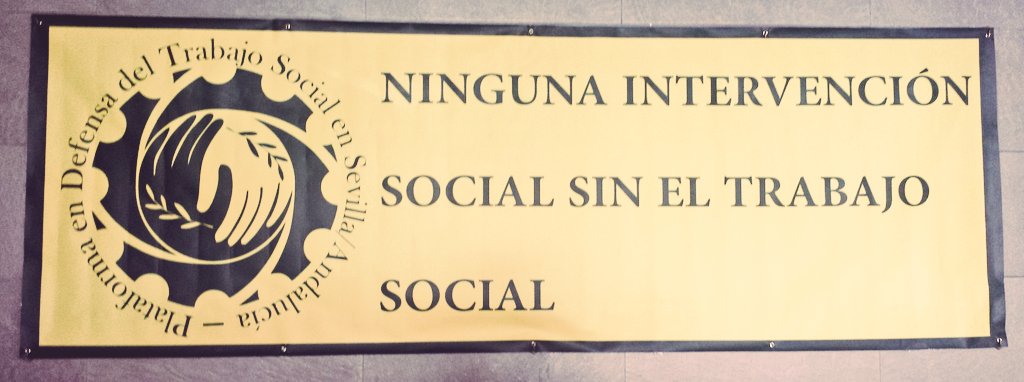 Plataforma en Defensa del Trabajo Social en Sevilla/Andalucía –
NINGUNA INTERVENCIÓN
SOCIAL SIN EL TRABAJO
SOCIAL